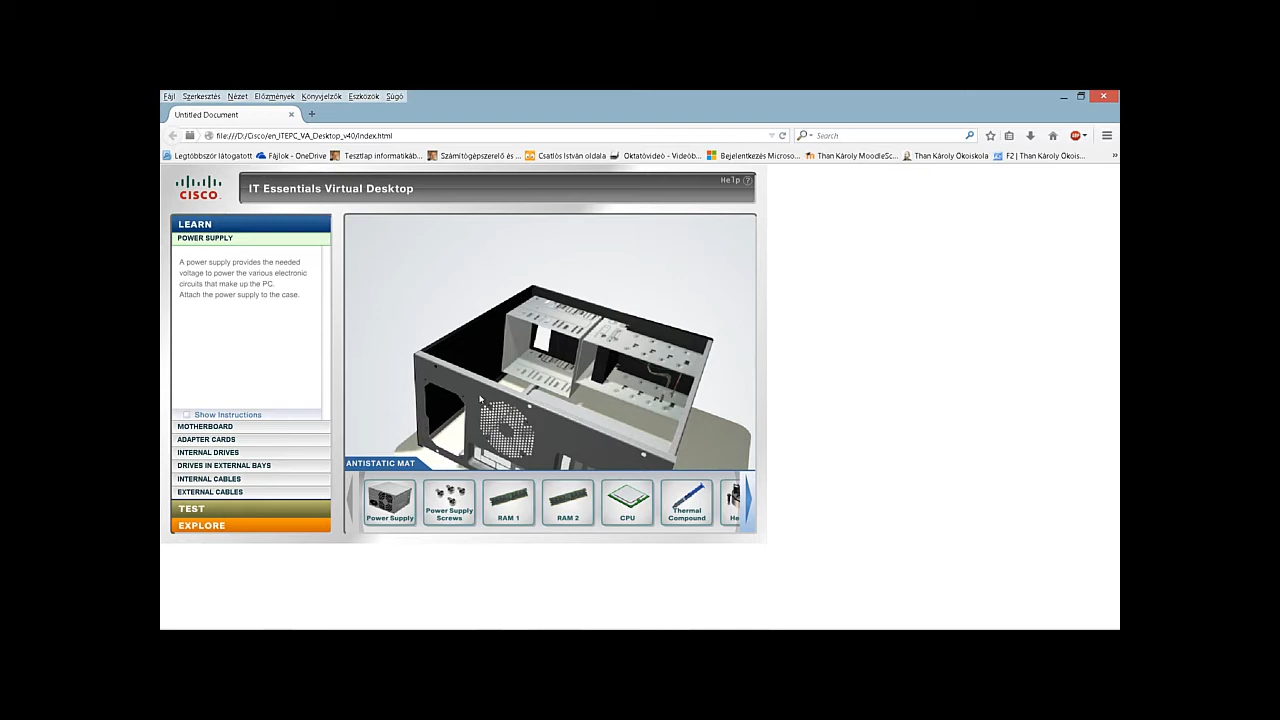 Fájl Szerkesztés Nézet Előzmények Könyvjelzők Eszközök Súgó
Untitled Document
file:///D:/Cisco/en_ITEPC_VA_Desktop_v40/index.html
Search
Legtöbbször látogatott
Fájlok - OneDrive
Tesztlap informatikáb...
Számítógépszerelő és ...
Csatlós István oldala
Oktatóvideó - Videób...
Bejelentkezés Microso...
Than Károly MoodleSc...
Than Károly Ökoiskola
F2 | Than Károly Ökois...
CISCO
IT Essentials Virtual Desktop
Help ?
LEARN
POWER SUPPLY
A power supply provides the needed
voltage to power the various electronic
circuits that make up the PC.
Attach the power supply to the case.
Show Instructions
MOTHERBOARD
ADAPTER CARDS
INTERNAL DRIVES
DRIVES IN EXTERNAL BAYS
INTERNAL CABLES
EXTERNAL CABLES
TEST
EXPLORE
ANTISTATIC MAT
Power Supply
Power Supply
Screws
RAM 1
RAM 2
CPU
Thermal
Compound
He